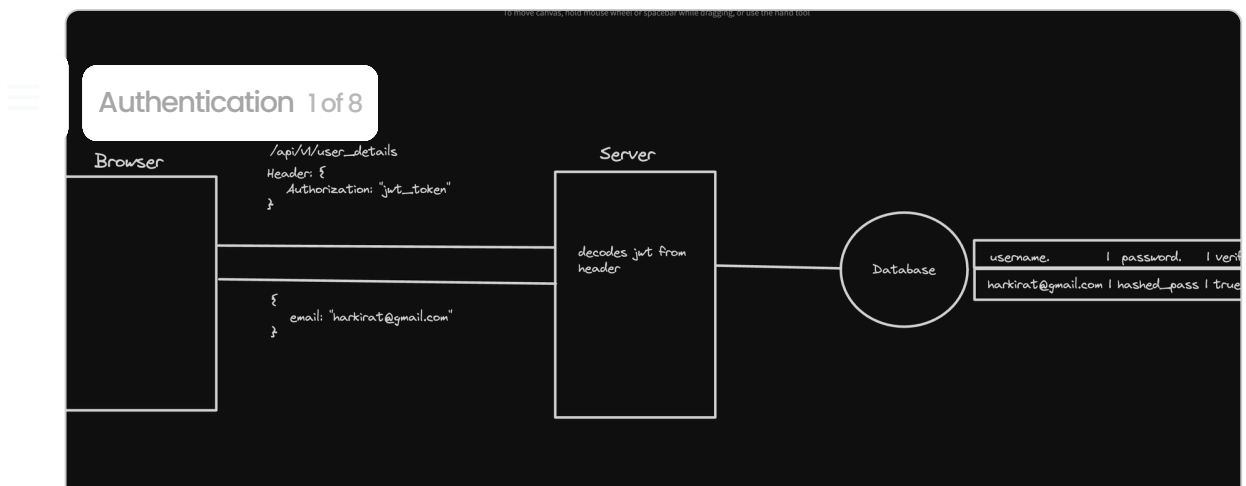 To move canvas, hold mouse wheel or spacebar while dragging, or use the hand tool
Authentication 1 of 8
/api/v1/user_details
Browser
Server
Header: {
Authorization: "jwt_token"
}
decodes jwt from
header
Database
username. | password. | verif
harkirat@gmail.com | hashed_pass | true
{
email: "harkirat@gmail.com"
}